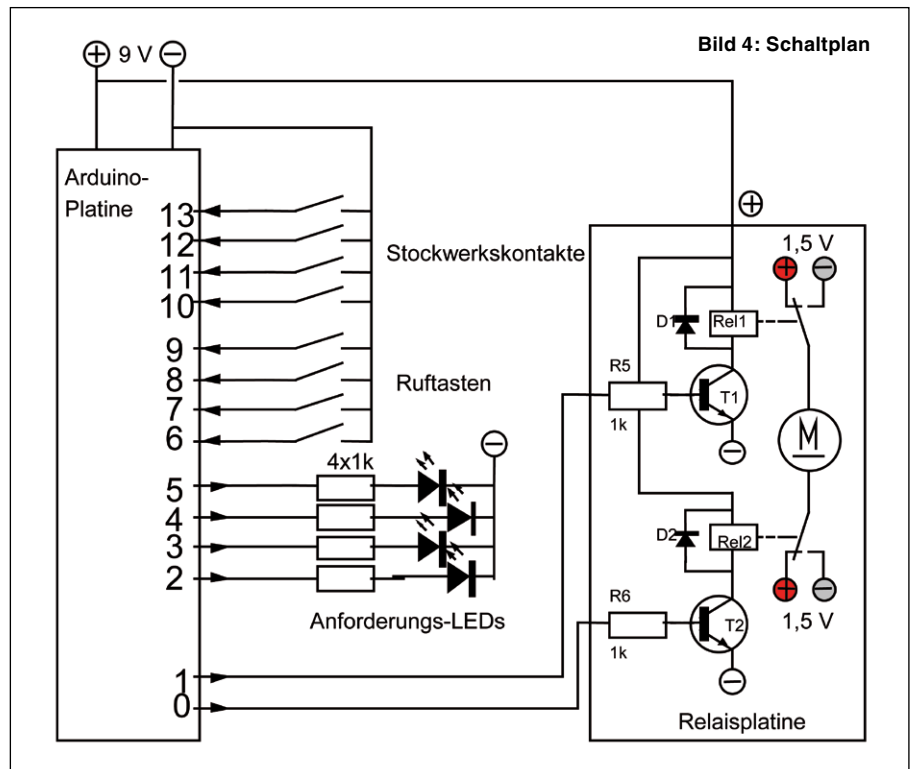 Bild 4: Schaltplan
+ 9 V −
Arduino-
Platine
13
12
11
10
9
8
7
6
5
4
3
2
1
0
Stockwerkskontakte
Ruftasten
4x1k
−
Anforderungs-LEDs
+
1,5 V
+ −
D1
Rel1
R5
1k
T1
−
M
D2
Rel2
+ −
1,5 V
R6
1k
T2
−
Relaisplatine